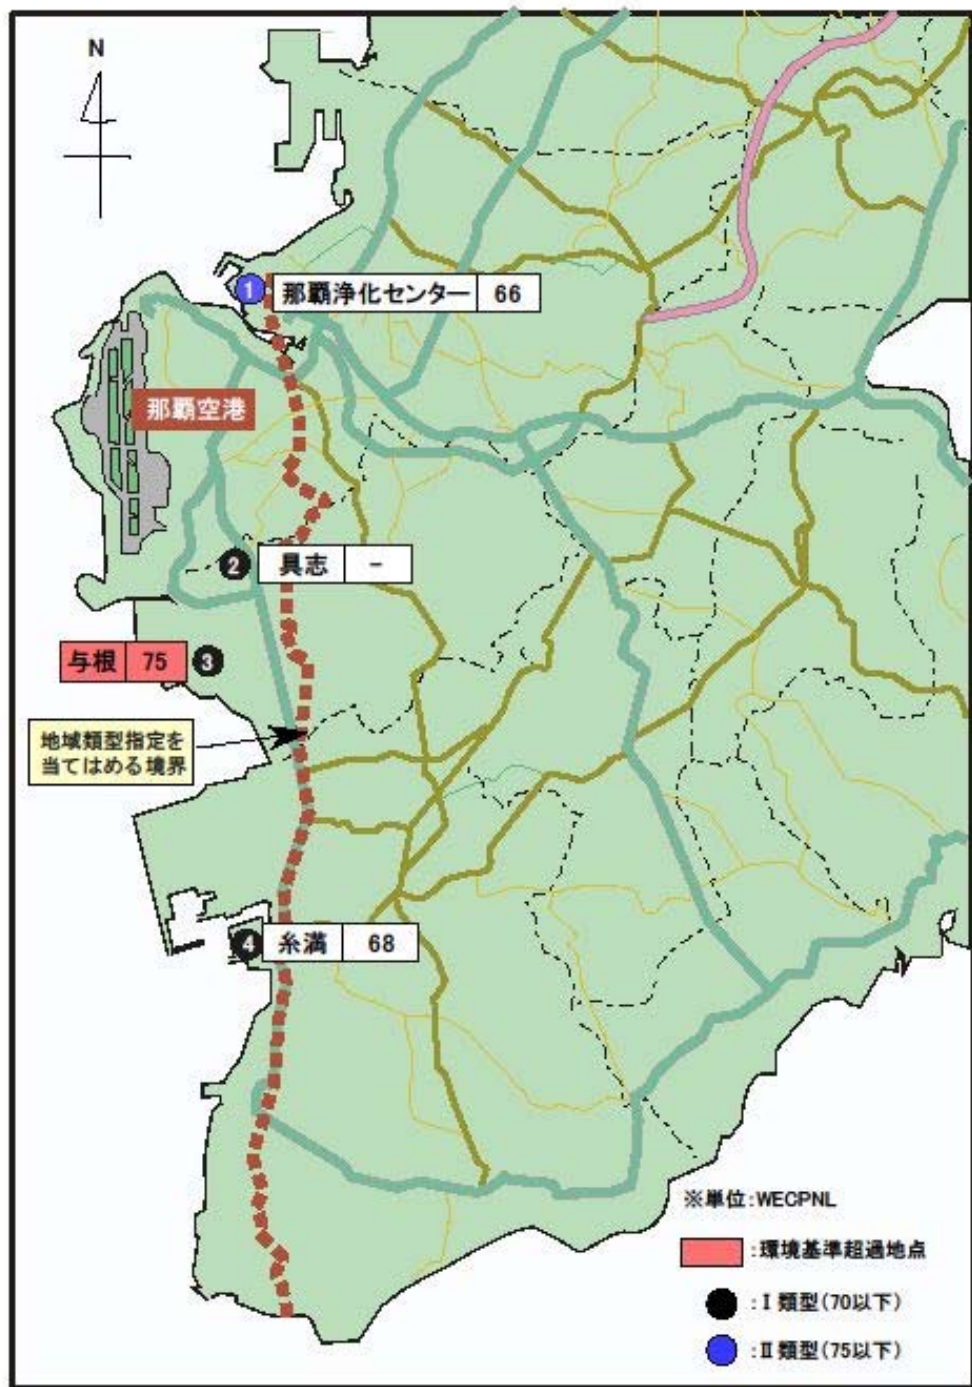 N
1
那覇浄化センター 66
那覇空港
2
具志 -
与根 75
3
地域類型指定を
当てはめる境界
4
糸満 68
※単位:WECPNL
:環境基準超過地点
:Ⅰ類型(70以下)
:Ⅱ類型(75以下)